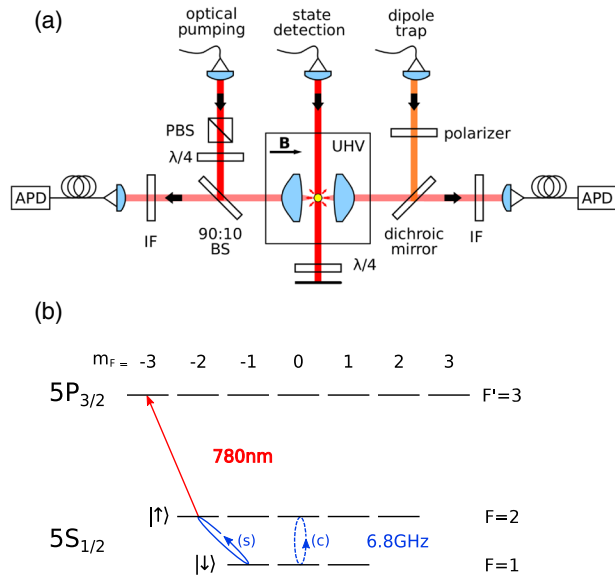 (a)
optical
pumping
state
detection
dipole
trap
PBS
λ/4
B
UHV
polarizer
APD
IF
90:10
BS
λ/4
dichroic
mirror
IF
APD
(b)
m F = -3 -2 -1 0 1 2 3
5P3/2 F'=3
780nm
|↑⟩ F=2
5S1/2 (s) (c) 6.8GHz
|↓⟩ F=1